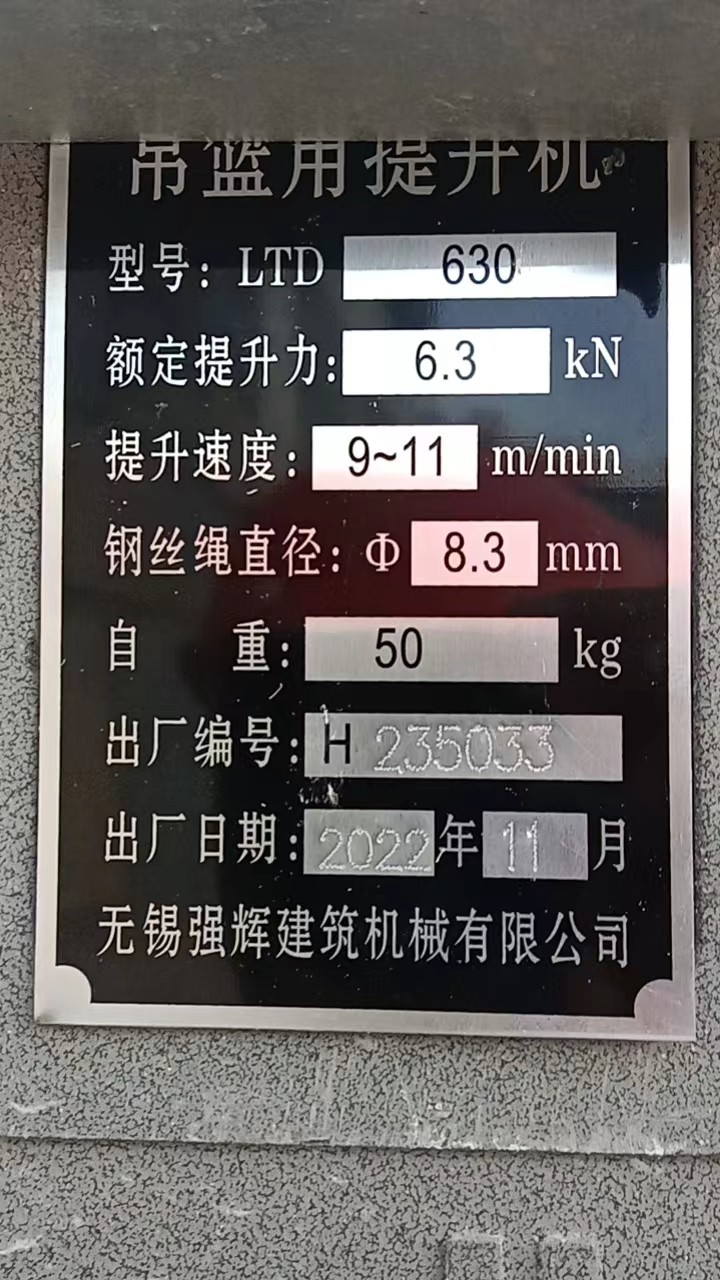 吊篮用提升机
型号：LTD 630
额定提升力：6.3 kN
提升速度：9~11 m/min
钢丝绳直径：Φ 8.3 mm
自 重：50 kg
出厂编号：H 235033
出厂日期：2022年11月
无锡强辉建筑机械有限公司